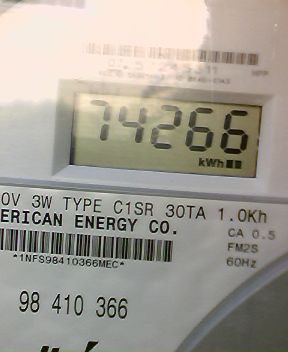 74266
kWh
0V 3W TYPE C1SR 30TA 1.0Kh
ERICAN ENERGY CO.
CA 0.5
*1NFS98410366MEC*
FM2S
60Hz
98 410 366